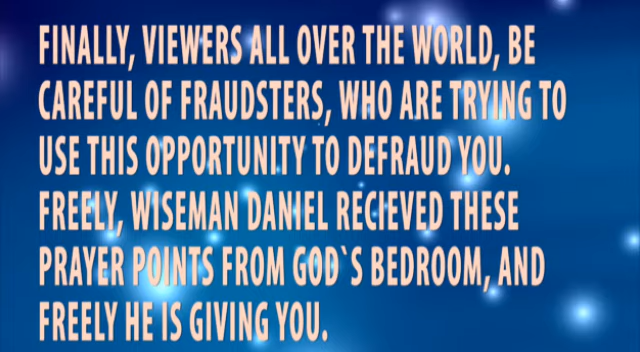 FINALLY, VIEWERS ALL OVER THE WORLD, BE
CAREFUL OF FRAUDSTERS, WHO ARE TRYING TO
USE THIS OPPORTUNITY TO DEFRAUD YOU.
FREELY, WISEMAN DANIEL RECIEVED THESE
PRAYER POINTS FROM GOD`S BEDROOM, AND
FREELY HE IS GIVING YOU.